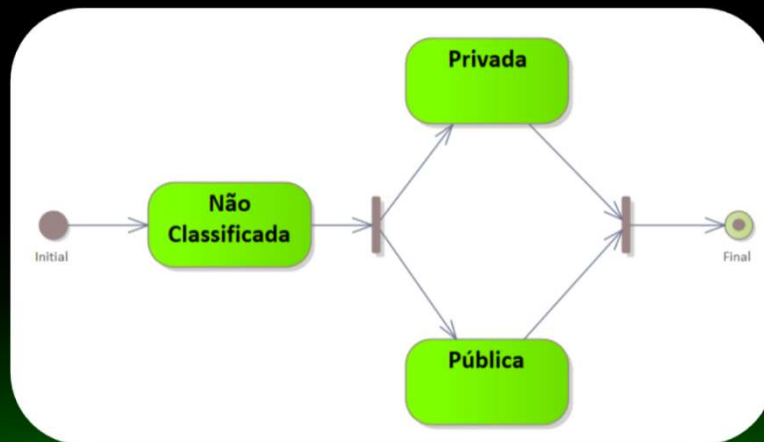 Privada
Não
Classificada
Initial
Final
Pública